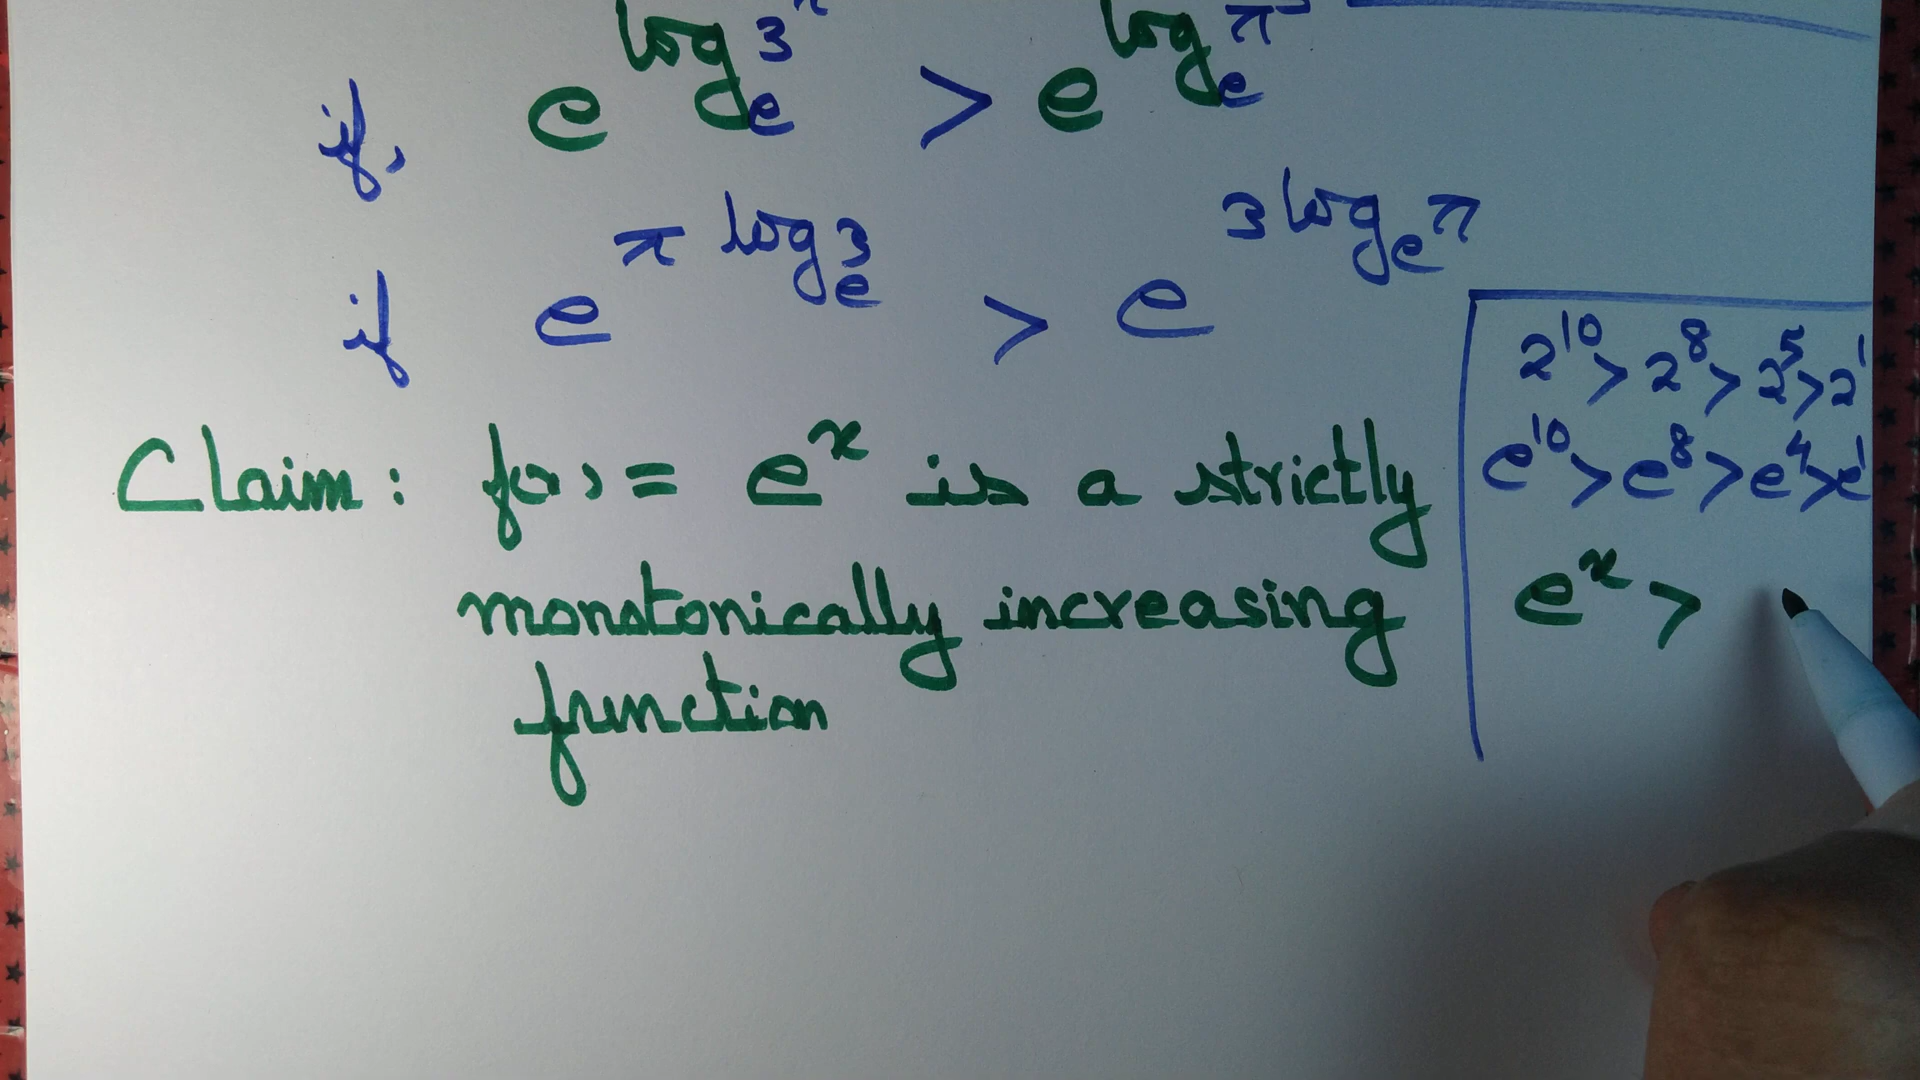 if, e^{log_e 3^π} > e^{log_e π}
if e^{π log_e 3} > e^{3 log_e π}
Claim: f(x) = e^x is a strictly
monotonically increasing
function
2^{10} > 2^8 > 2^5 > 2^1
e^{10} > e^8 > e^4 > e^1
e^x >